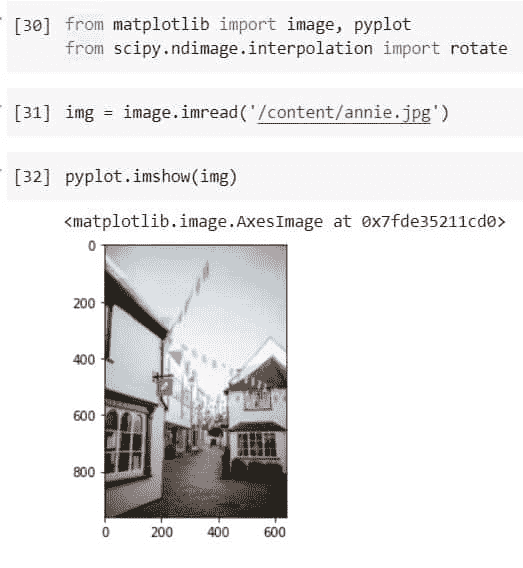 [30] from matplotlib import image, pyplot
from scipy.ndimage.interpolation import rotate
[31] img = image.imread('/content/annie.jpg')
[32] pyplot.imshow(img)
<matplotlib.image.AxesImage at 0x7fde35211cd0>
0
200
400
600
800
0 200 400 600